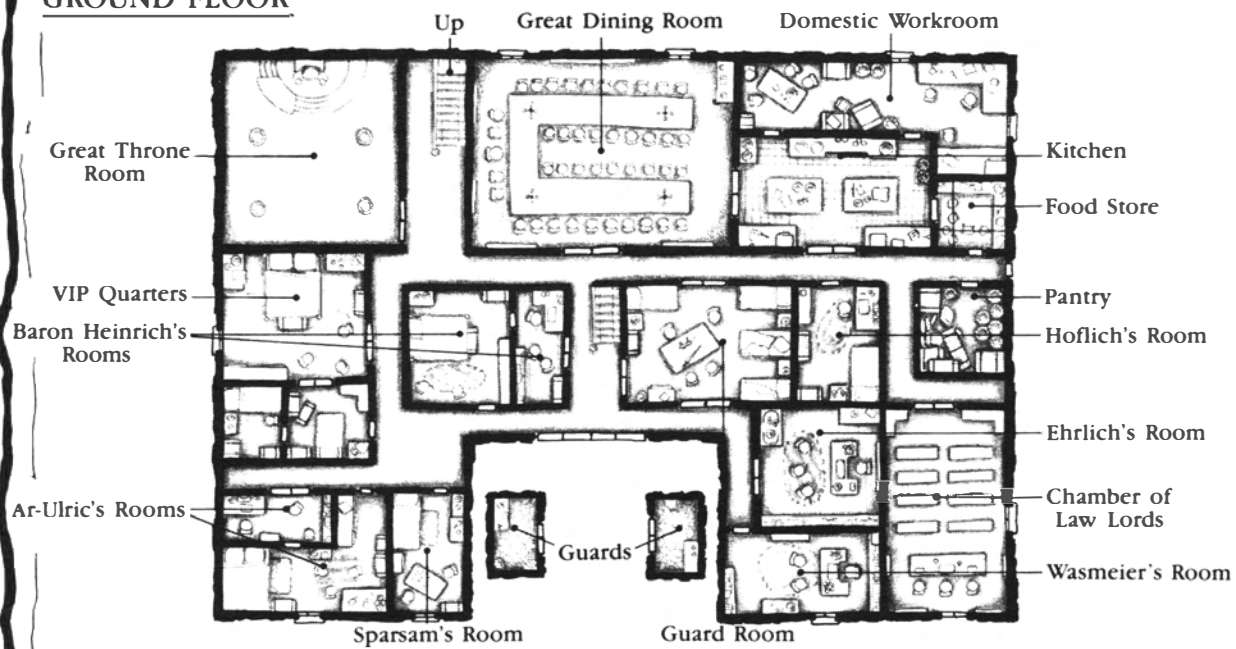 GROUND FLOOR
Up
Great Dining Room
Domestic Workroom
Great Throne
Room
Kitchen
Food Store
VIP Quarters
Pantry
Baron Heinrich's
Rooms
Hoflich's Room
Ehrlich's Room
Ar-Ulric's Rooms
Chamber of
Law Lords
Guards
Wasmeier's Room
Sparsam's Room
Guard Room